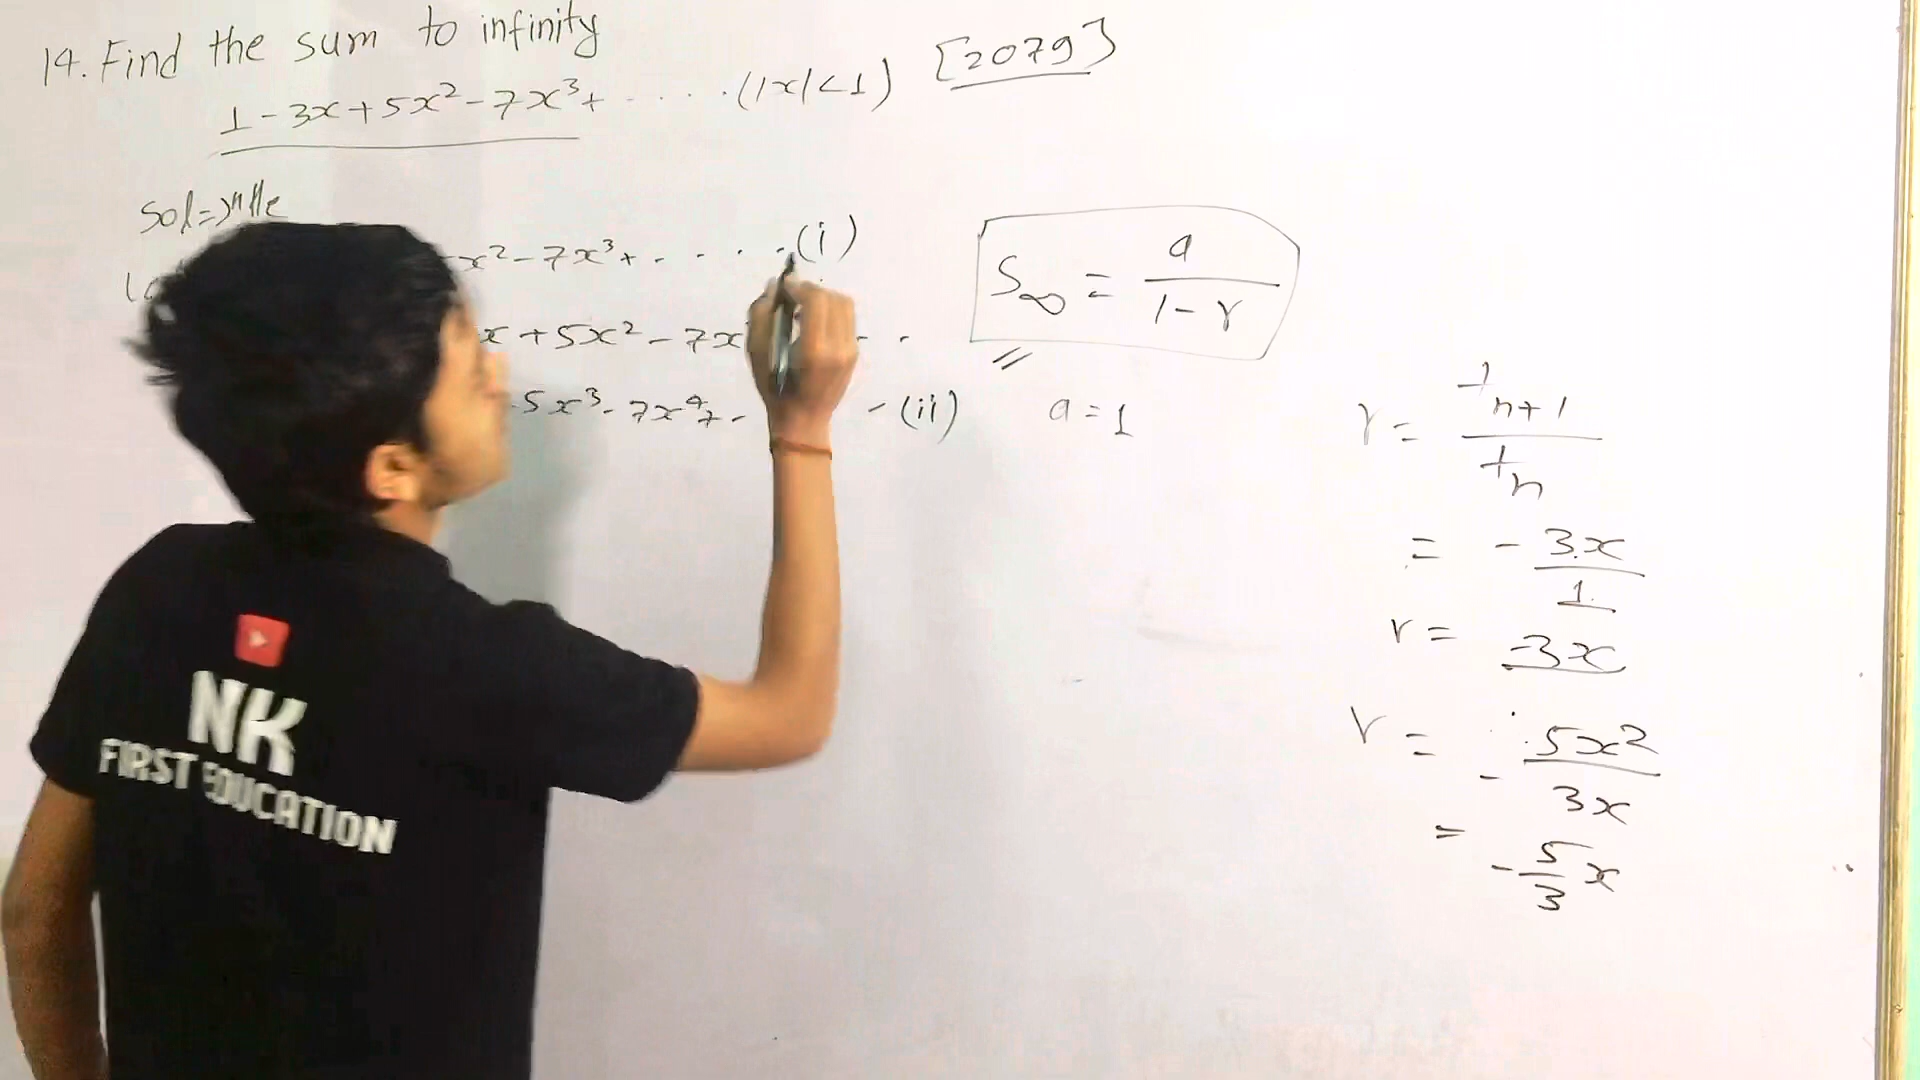 14. Find the sum to infinity
1 - 3x + 5x² - 7x³ + ..... (|x| < 1) [2079]
x² - 7x³ + ..... (i)
x + 5x² - 7x
5x³ - 7x⁴ + - - (ii)
S∞ = a / (1 - r)
a = 1
r = tn+1 / tn
= - 3x / 1
r = -3x
r = - 5x² / 3x
= - 5/3 x
NK
FIRST EDUCATION